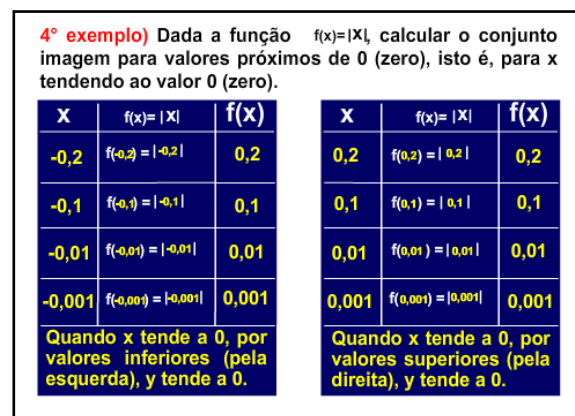 4° exemplo) Dada a função f(x)=|X|, calcular o conjunto
imagem para valores próximos de 0 (zero), isto é, para x
tendendo ao valor 0 (zero).
X f(x)= |X| f(x)
-0,2 f(-0,2) = |-0,2| 0,2
-0,1 f(-0,1) = |-0,1| 0,1
-0,01 f(-0,01) = |-0,01| 0,01
-0,001 f(-0,001) = |-0,001| 0,001
Quando x tende a 0, por
valores inferiores (pela
esquerda), y tende a 0.
X f(x)= |X| f(x)
0,2 f(0,2) = | 0,2 | 0,2
0,1 f(0,1) = | 0,1 | 0,1
0,01 f(0,01 ) = | 0,01 | 0,01
0,001 f(0,001) = |0,001| 0,001
Quando x tende a 0, por
valores superiores (pela
direita), y tende a 0.